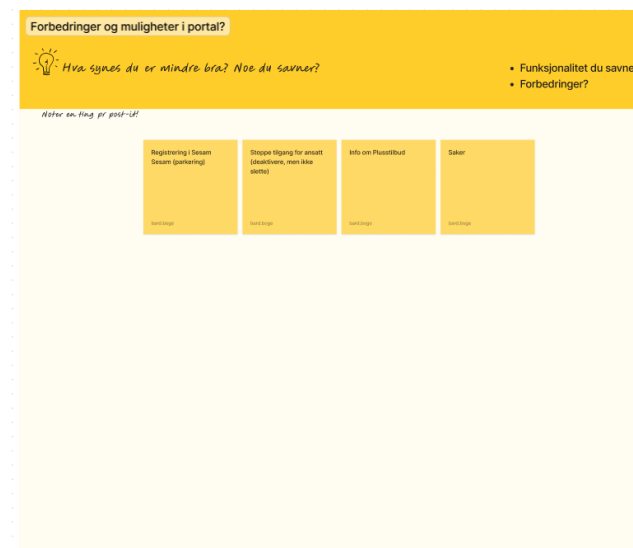 Forbedringer og muligheter i portal?
Hva synes du er mindre bra? Noe du savner?
• Funksjonalitet du savne
• Forbedringer?
Noter en ting pr post-it!
Registrering i Sesam
Sesam (parkering)
Stoppe tilgang for ansatt
(deaktivere, men ikke
slette)
Info om Plusstilbud
Saker